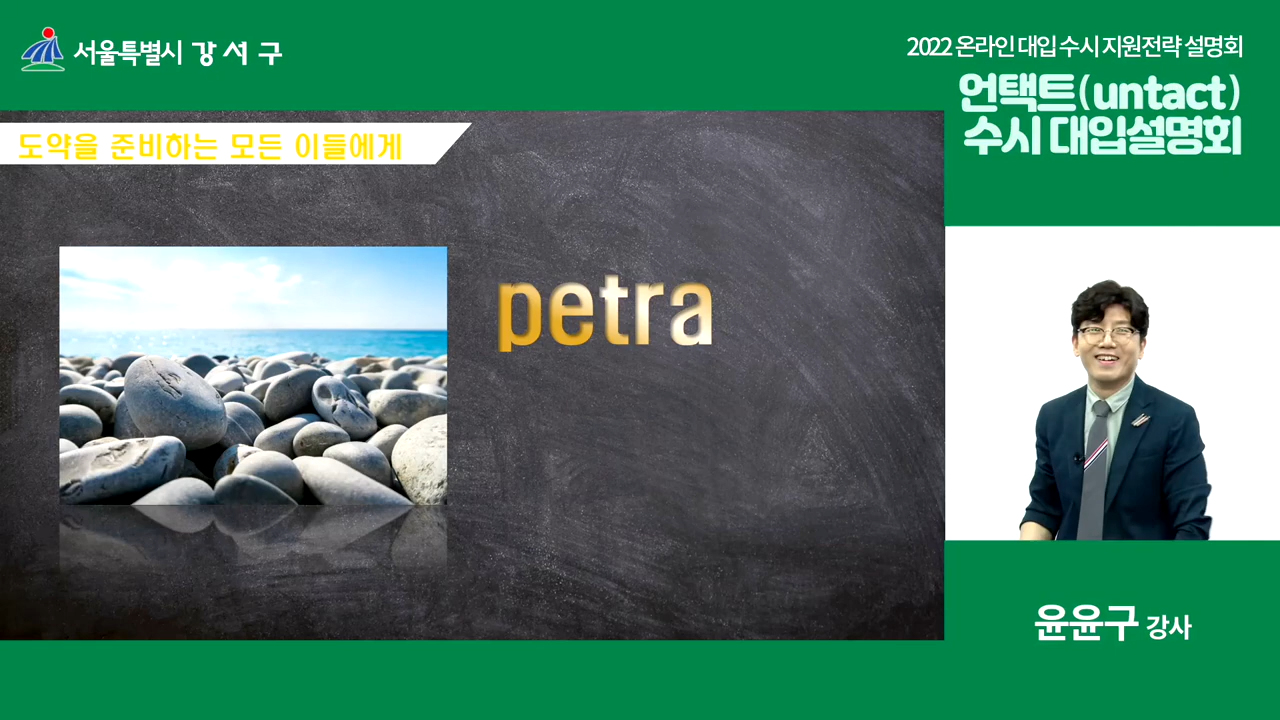 서울특별시 강서구
2022 온라인 대입 수시 지원전략 설명회
언택트(untact)
수시 대입설명회
도약을 준비하는 모든 이들에게
petra
윤윤구 강사